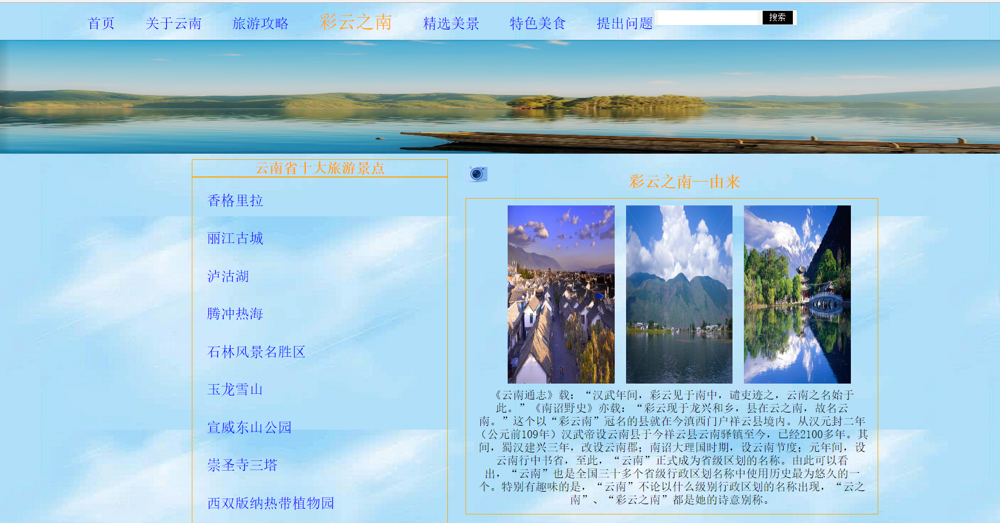 首页 关于云南 旅游攻略 彩云之南 精选美景 特色美食 提出问题 搜索
云南省十大旅游景点
香格里拉
丽江古城
泸沽湖
腾冲热海
石林风景名胜区
玉龙雪山
宣威东山公园
崇圣寺三塔
西双版纳热带植物园
彩云之南--由来
《云南通志》载：“汉武年间，彩云见于南中，谴吏迹之，云南之名始于
此。”《南诏野史》亦载：“彩云现于龙兴和乡，县在云之南，故名云
南。”这个以“彩云南”冠名的县就在今滇西门户祥云县境内。从汉元封二年
（公元前109年）汉武帝设云南县于今祥云县云南驿镇至今，已经2100多年。其
间，蜀汉建兴三年，改设云南郡；南诏大理国时期，设云南节度；元年间，设
云南行中书省，至此，“云南”正式成为省级区划的名称。由此可以看
出，“云南”也是全国三十多个省级行政区划名称中使用历史最为悠久的一
个。特别有趣味的是，“云南”不论以什么级别行政区划的名称出现，“云之
南”、“彩云之南”都是她的诗意别称。